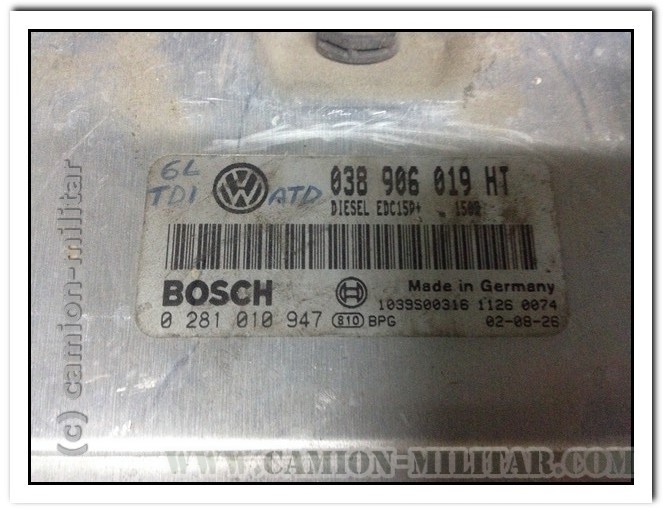 6L
TDI
ATD
038 906 019 HT
DIESEL EDC15P+ 1502
BOSCH
Made in Germany
1039S00316 1126 0074
0 281 010 947 810 BPG 02-08-26
(c) camion-militar
WWW.CAMION-MILITAR.COM